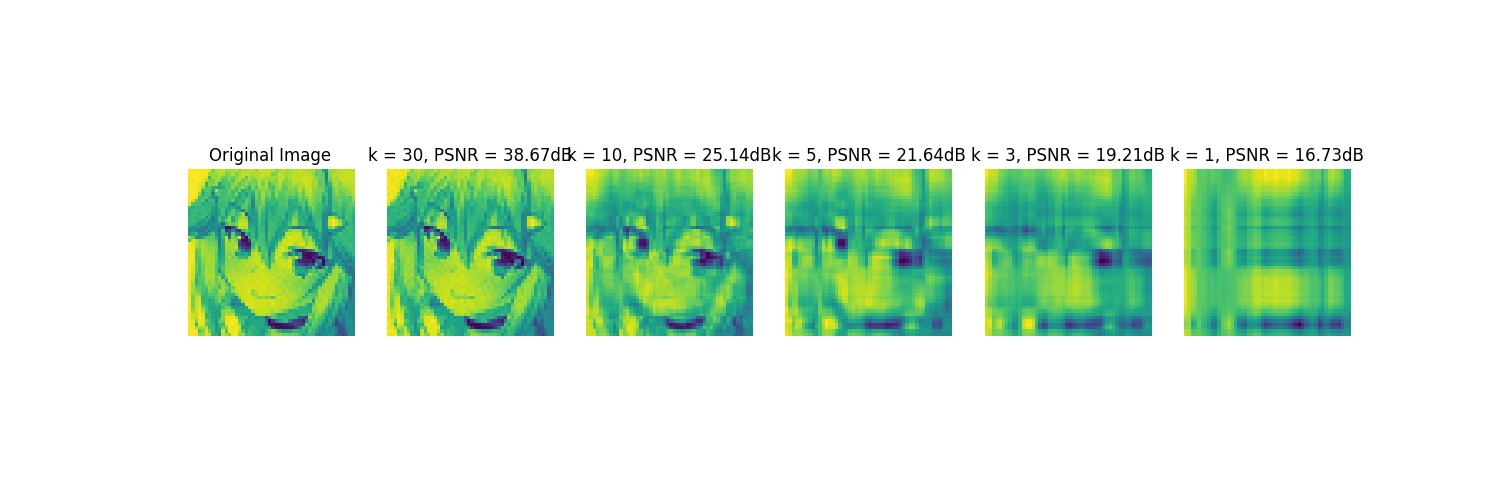 Original Image
k = 30, PSNR = 38.67dB
k = 10, PSNR = 25.14dB
k = 5, PSNR = 21.64dB
k = 3, PSNR = 19.21dB
k = 1, PSNR = 16.73dB